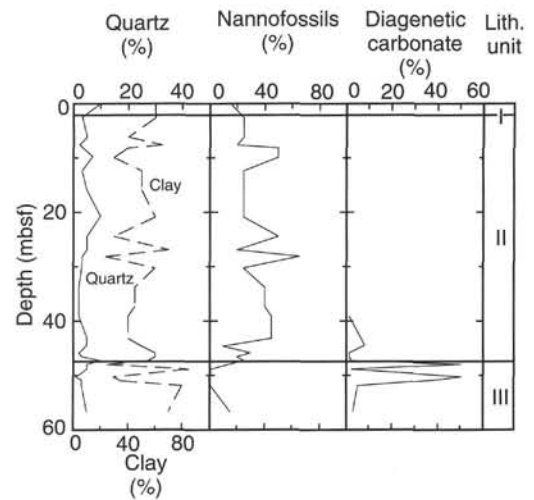 Quartz Nannofossils Diagenetic Lith.
(%) (%) carbonate unit
(%)
0 20 40 0 40 80 0 20 40 60
0
I
Clay
20
II
Depth (mbsf)
Quartz
40
III
60
0 40 80
Clay
(%)